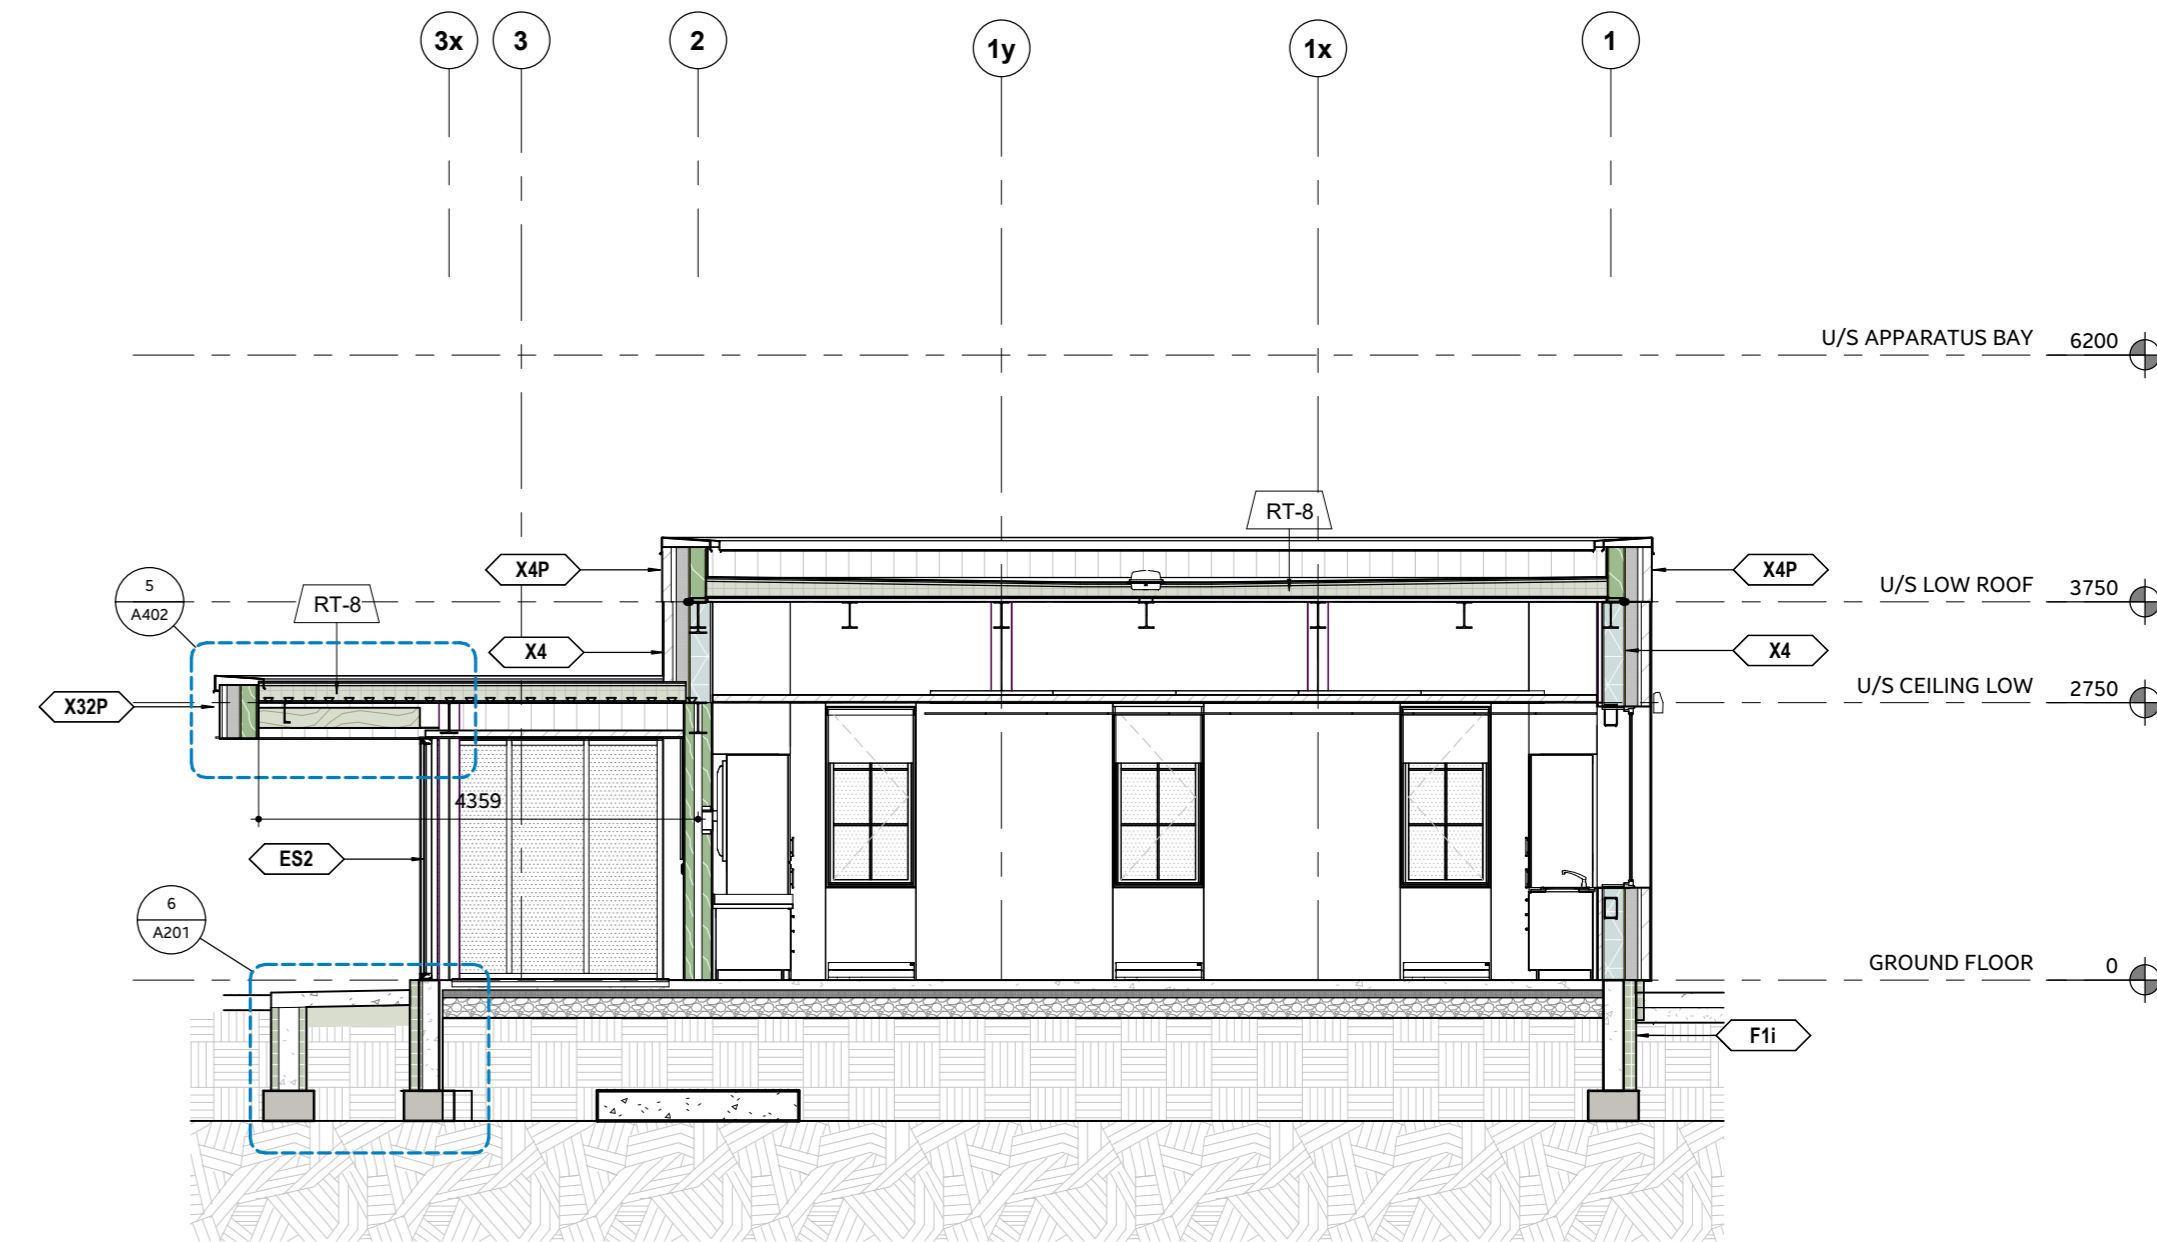 3x
3
2
1y
1x
1
U/S APPARATUS BAY 6200
RT-8
X4P
X4P
5
A402
RT-8
U/S LOW ROOF 3750
X4
X4
U/S CEILING LOW 2750
X32P
4359
ES2
6
A201
GROUND FLOOR 0
F1i